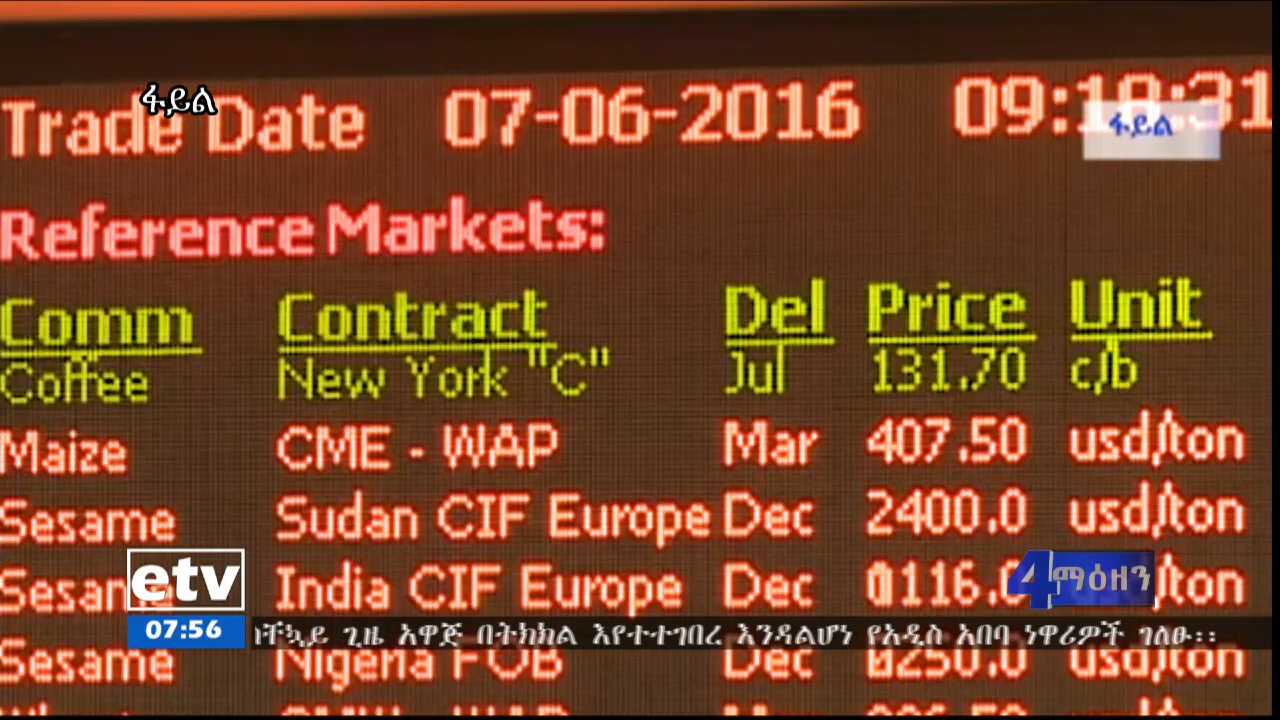 ፋይል
Trade Date 07-06-2016
ፋይል
Reference Markets:
Comm Contract Del Price Unit
Coffee New York "C" Jul 131.70 c/b
Maize CME - WAP Mar 407.50 usd/ton
Sesame Sudan CIF Europe Dec 2400.0 usd/ton
India CIF Europe Dec
etv
4 ማዕዘን
07:56
ጊዜ አዋጅ በትክክል እየተተገበረ እንዳልሆነ የአዲስ አበባ ነዋሪዎች ገለፁ፡፡
Sesame Nigeria FOB Dec usd/ton